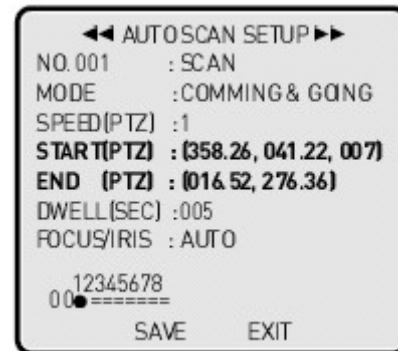 ◄◄ AUTOSCAN SETUP ►►
NO. 001 : SCAN
MODE : COMMING & GOING
SPEED(PTZ) : 1
START(PTZ) : (358.26, 041.22, 007)
END (PTZ) : (016.52, 276.36)
DWELL(SEC) : 005
FOCUS/IRIS : AUTO
12345678
00●=======
SAVE EXIT